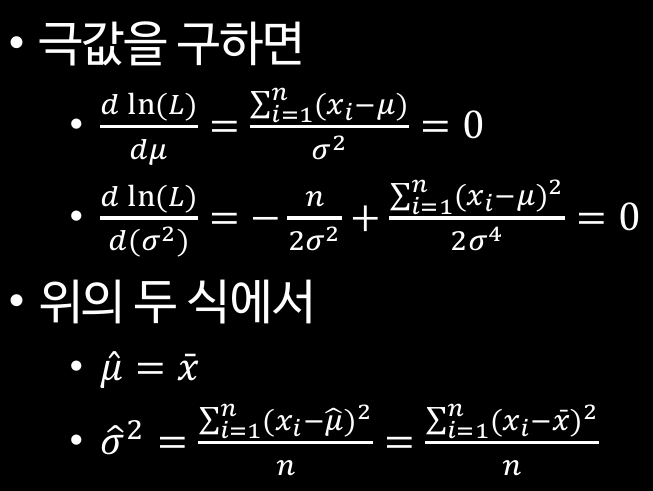 • 극값을 구하면
• \frac{d \ln(L)}{d\mu} = \frac{\sum_{i=1}^{n}(x_i-\mu)}{\sigma^2} = 0
• \frac{d \ln(L)}{d(\sigma^2)} = -\frac{n}{2\sigma^2} + \frac{\sum_{i=1}^{n}(x_i-\mu)^2}{2\sigma^4} = 0
• 위의 두 식에서
• \hat{\mu} = \bar{x}
• \hat{\sigma}^2 = \frac{\sum_{i=1}^{n}(x_i-\hat{\mu})^2}{n} = \frac{\sum_{i=1}^{n}(x_i-\bar{x})^2}{n}